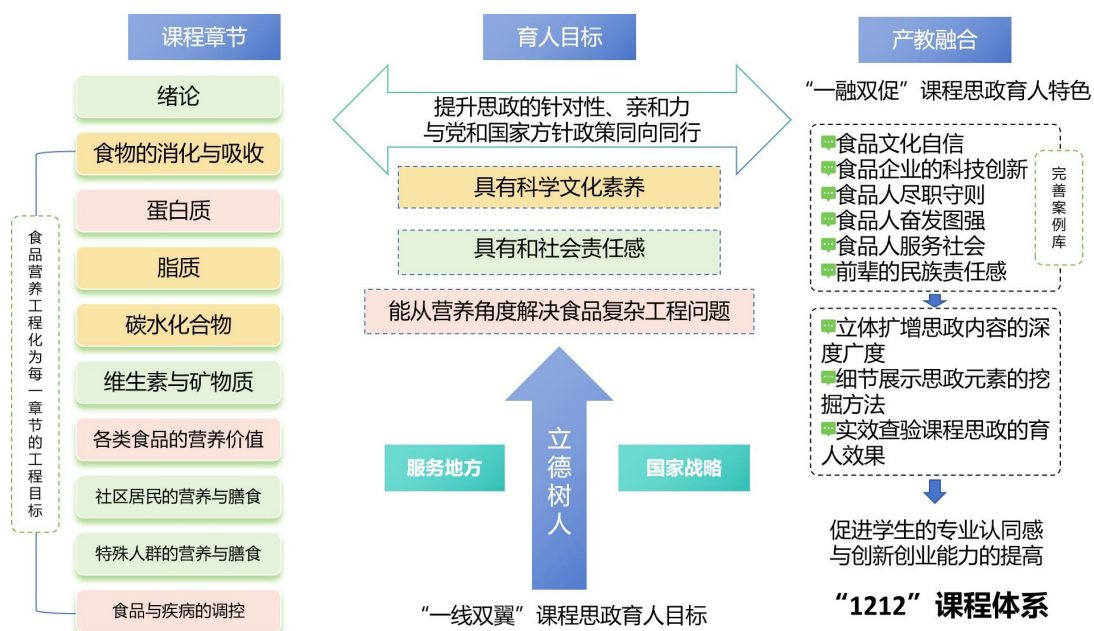 课程章节
绪论
食物的消化与吸收
蛋白质
脂质
碳水化合物
维生素与矿物质
各类食品的营养价值
社区居民的营养与膳食
特殊人群的营养与膳食
食品与疾病的调控
食品营养工程化为每一章节的工程目标
育人目标
提升思政的针对性、亲和力
与党和国家方针政策同向同行
具有科学文化素养
具有和社会责任感
能从营养角度解决食品复杂工程问题
服务地方
立德树人
国家战略
“一线双翼”课程思政育人目标
产教融合
“一融双促”课程思政育人特色
食品文化自信
食品企业的科技创新
食品人尽职守则
食品人奋发图强
食品人服务社会
前辈的民族责任感
完善案例库
立体扩增思政内容的深
度广度
细节展示思政元素的挖
掘方法
实效查验课程思政的育
人效果
促进学生的专业认同感
与创新创业能力的提高
“1212”课程体系